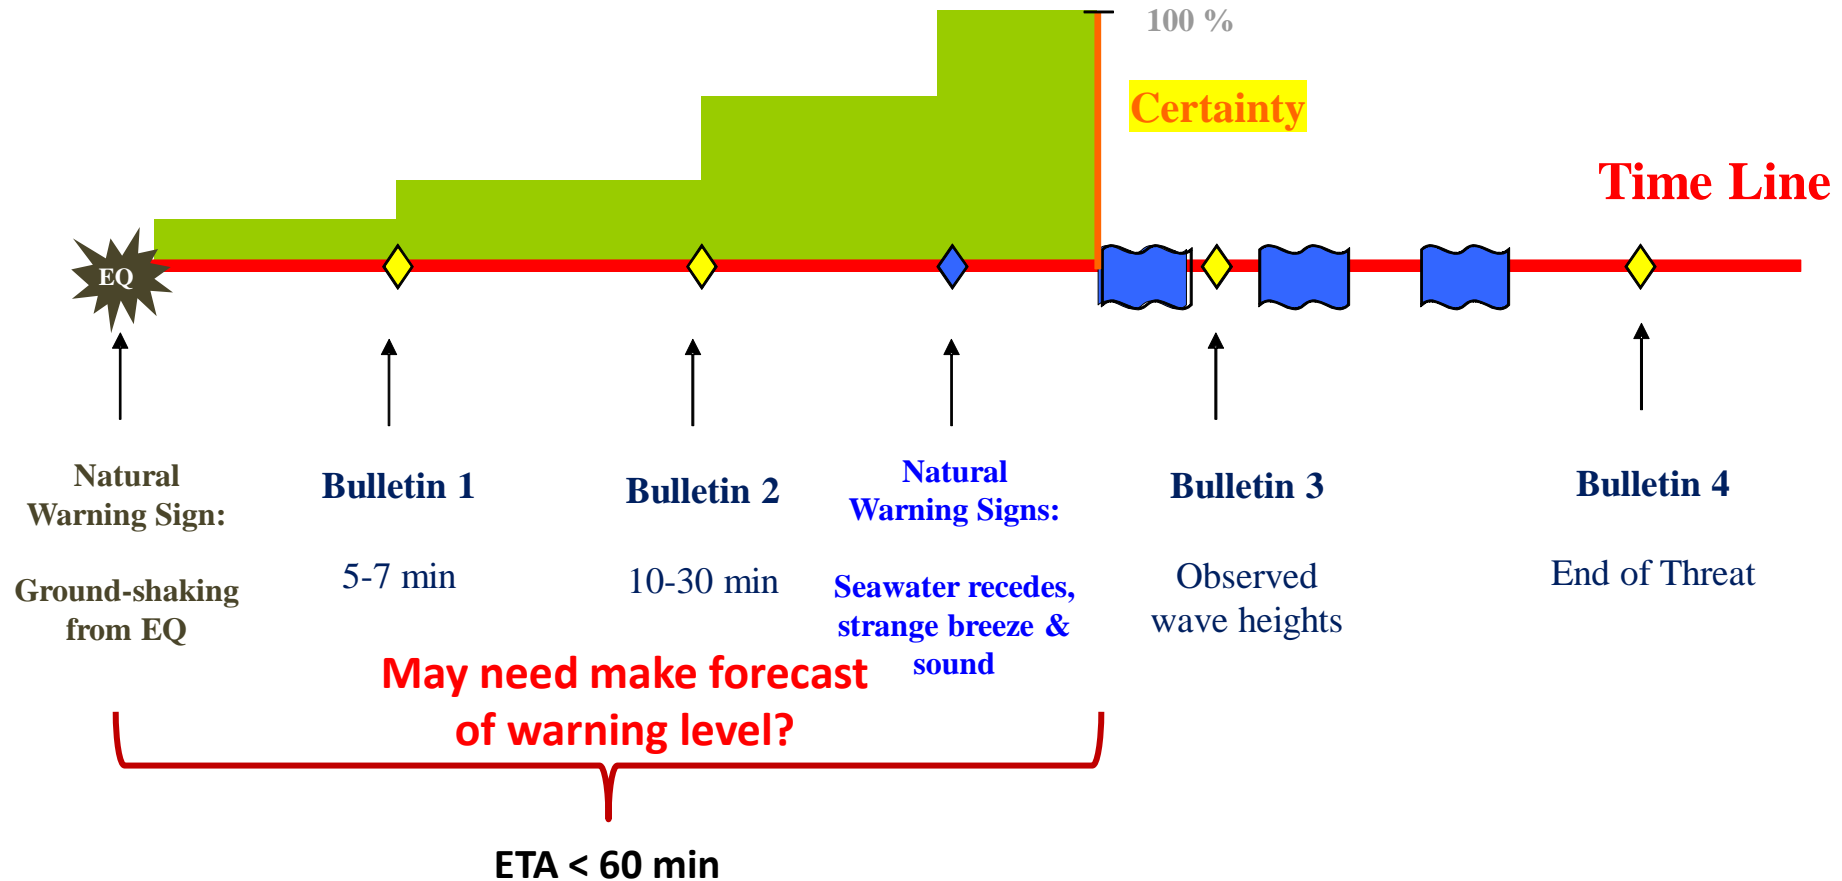 100 %
Certainty
Time Line
EQ
Natural
Warning Sign:
Ground-shaking
from EQ
Bulletin 1
5-7 min
Bulletin 2
10-30 min
Natural
Warning Signs:
Seawater recedes,
strange breeze &
sound
Bulletin 3
Observed
wave heights
Bulletin 4
End of Threat
May need make forecast
of warning level?
ETA < 60 min